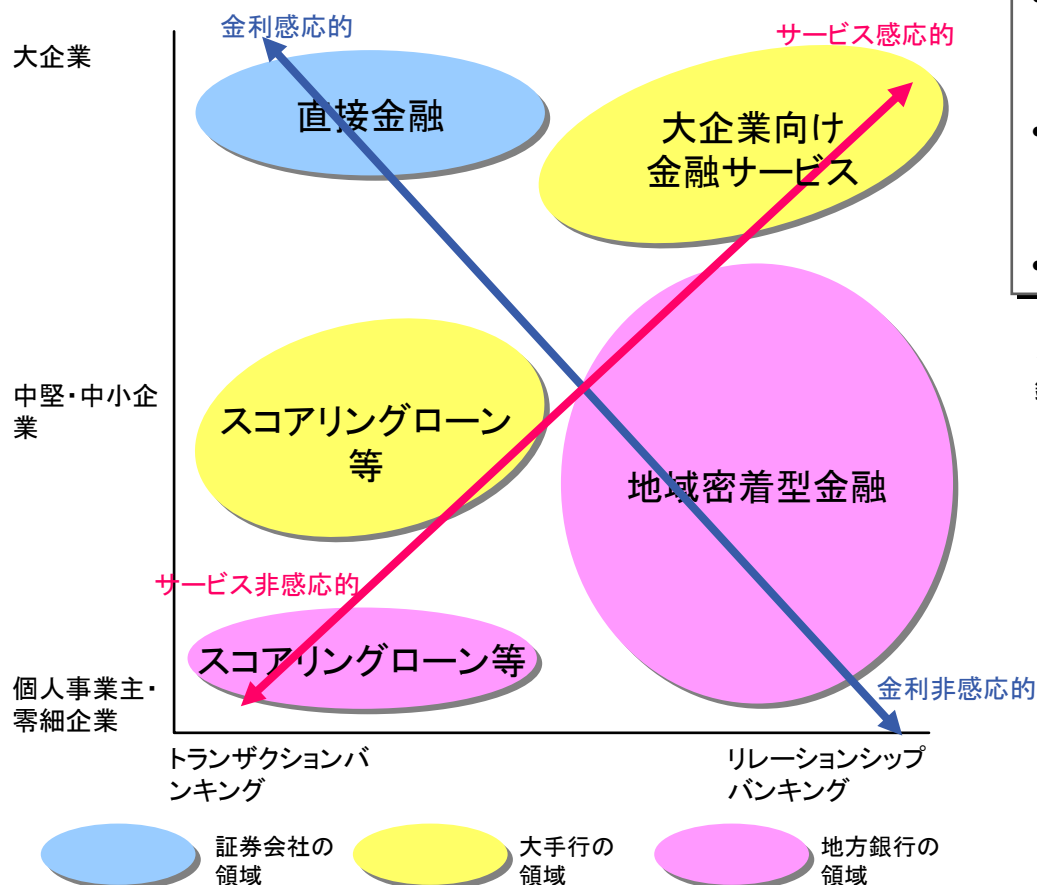 金利感応的
サービス感応的
大企業
直接金融
大企業向け
金融サービス
•
•
中堅・中小企
業
スコアリングローン
等
地域密着型金融
サービス非感応的
スコアリングローン等
個人事業主・
零細企業
金利非感応的
トランザクションバ
ンキング
リレーションシップ
バンキング
証券会社の
領域
大手行の
領域
地方銀行の
領域